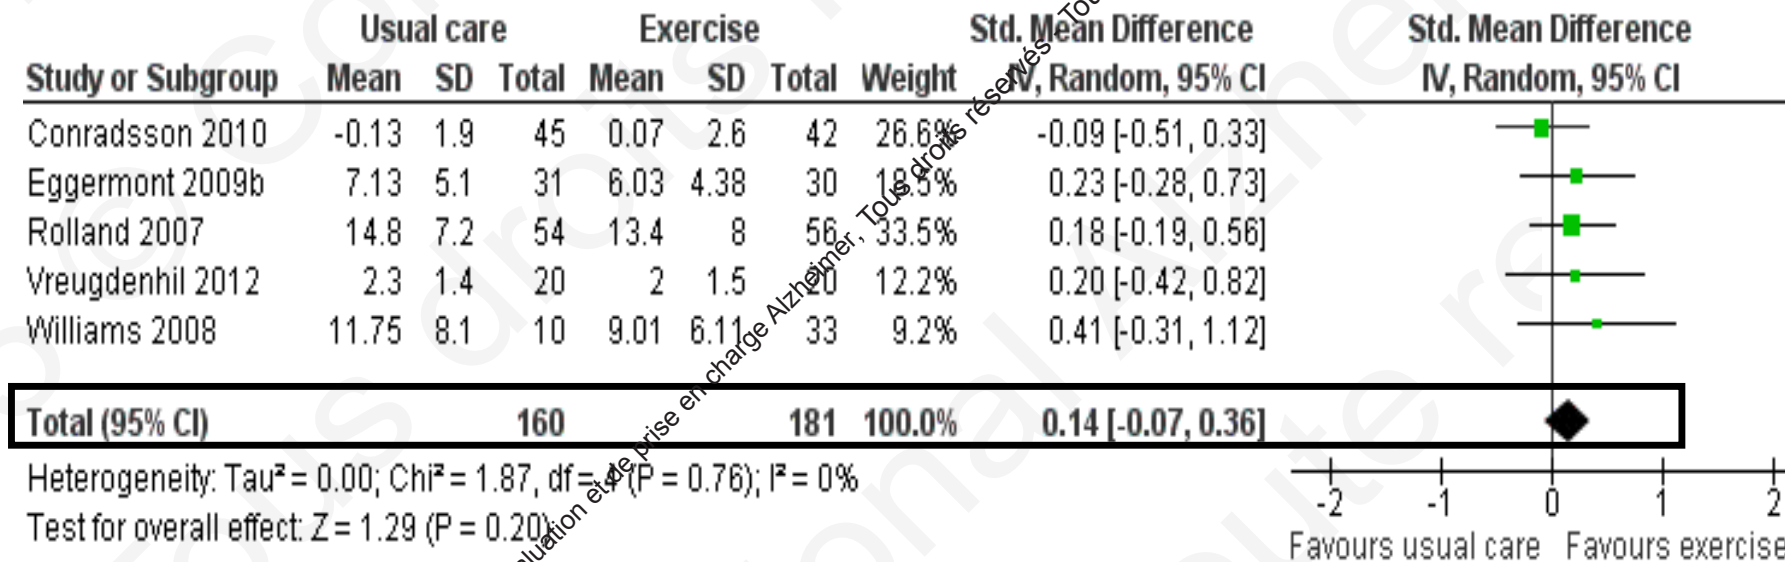 Usual care Exercise Std. Mean Difference Std. Mean Difference
Study or Subgroup Mean SD Total Mean SD Total Weight IV, Random, 95% CI IV, Random, 95% CI
Conradsson 2010 -0.13 1.9 45 0.07 2.6 42 26.6% -0.09 [-0.51, 0.33]
Eggermont 2009b 7.13 5.1 31 6.03 4.38 30 18.5% 0.23 [-0.28, 0.73]
Rolland 2007 14.8 7.2 54 13.4 8 56 33.5% 0.18 [-0.19, 0.56]
Vreugdenhil 2012 2.3 1.4 20 2 1.5 20 12.2% 0.20 [-0.42, 0.82]
Williams 2008 11.75 8.1 10 9.01 6.11 33 9.2% 0.41 [-0.31, 1.12]
Total (95% CI) 160 181 100.0% 0.14 [-0.07, 0.36]
Heterogeneity: Tau² = 0.00; Chi² = 1.87, df = 4 (P = 0.76); I² = 0%
Test for overall effect: Z = 1.29 (P = 0.20)
-2 -1 0 1 2
Favours usual care Favours exercise
et de prise en charge Alzheimer, Tous droits réservés